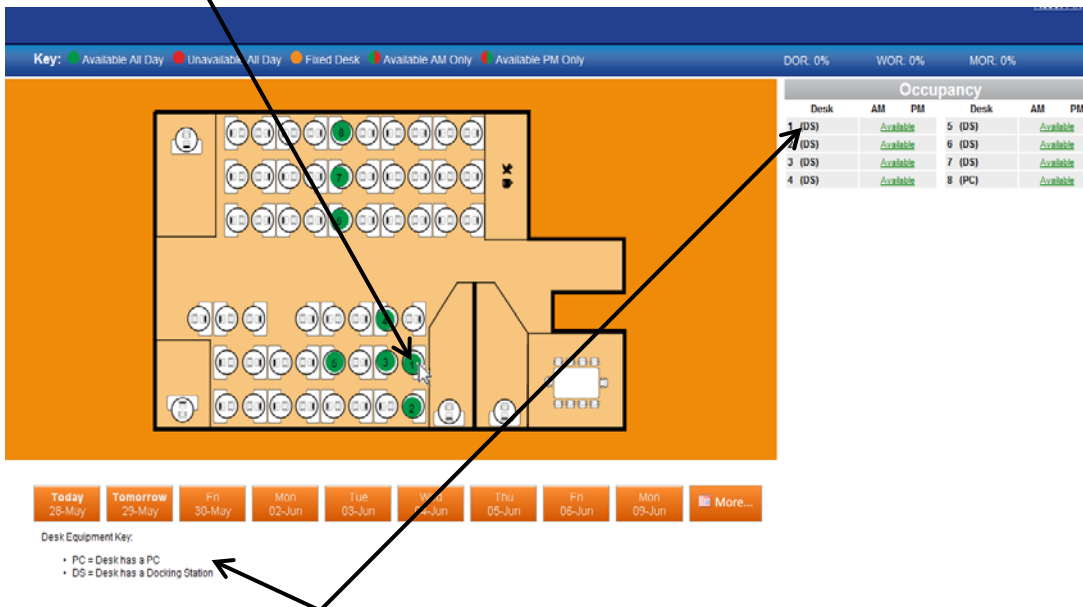 Key: Available All Day Unavailable All Day Fixed Desk Available AM Only Available PM Only
DOR: 0% WOR: 0% MOR: 0%
Occupancy
Desk AM PM Desk AM PM
1 (DS) Available 5 (DS) Available
(DS) Available 6 (DS) Available
3 (DS) Available 7 (DS) Available
4 (DS) Available 8 (PC) Available
8
7
6
5 3 1
2
Today Tomorrow Fri Mon Tue Wed Thu Fri Mon
28-May 29-May 30-May 02-Jun 03-Jun 04-Jun 05-Jun 06-Jun 09-Jun More...
Desk Equipment Key:
• PC = Desk has a PC
• DS = Desk has a Docking Station